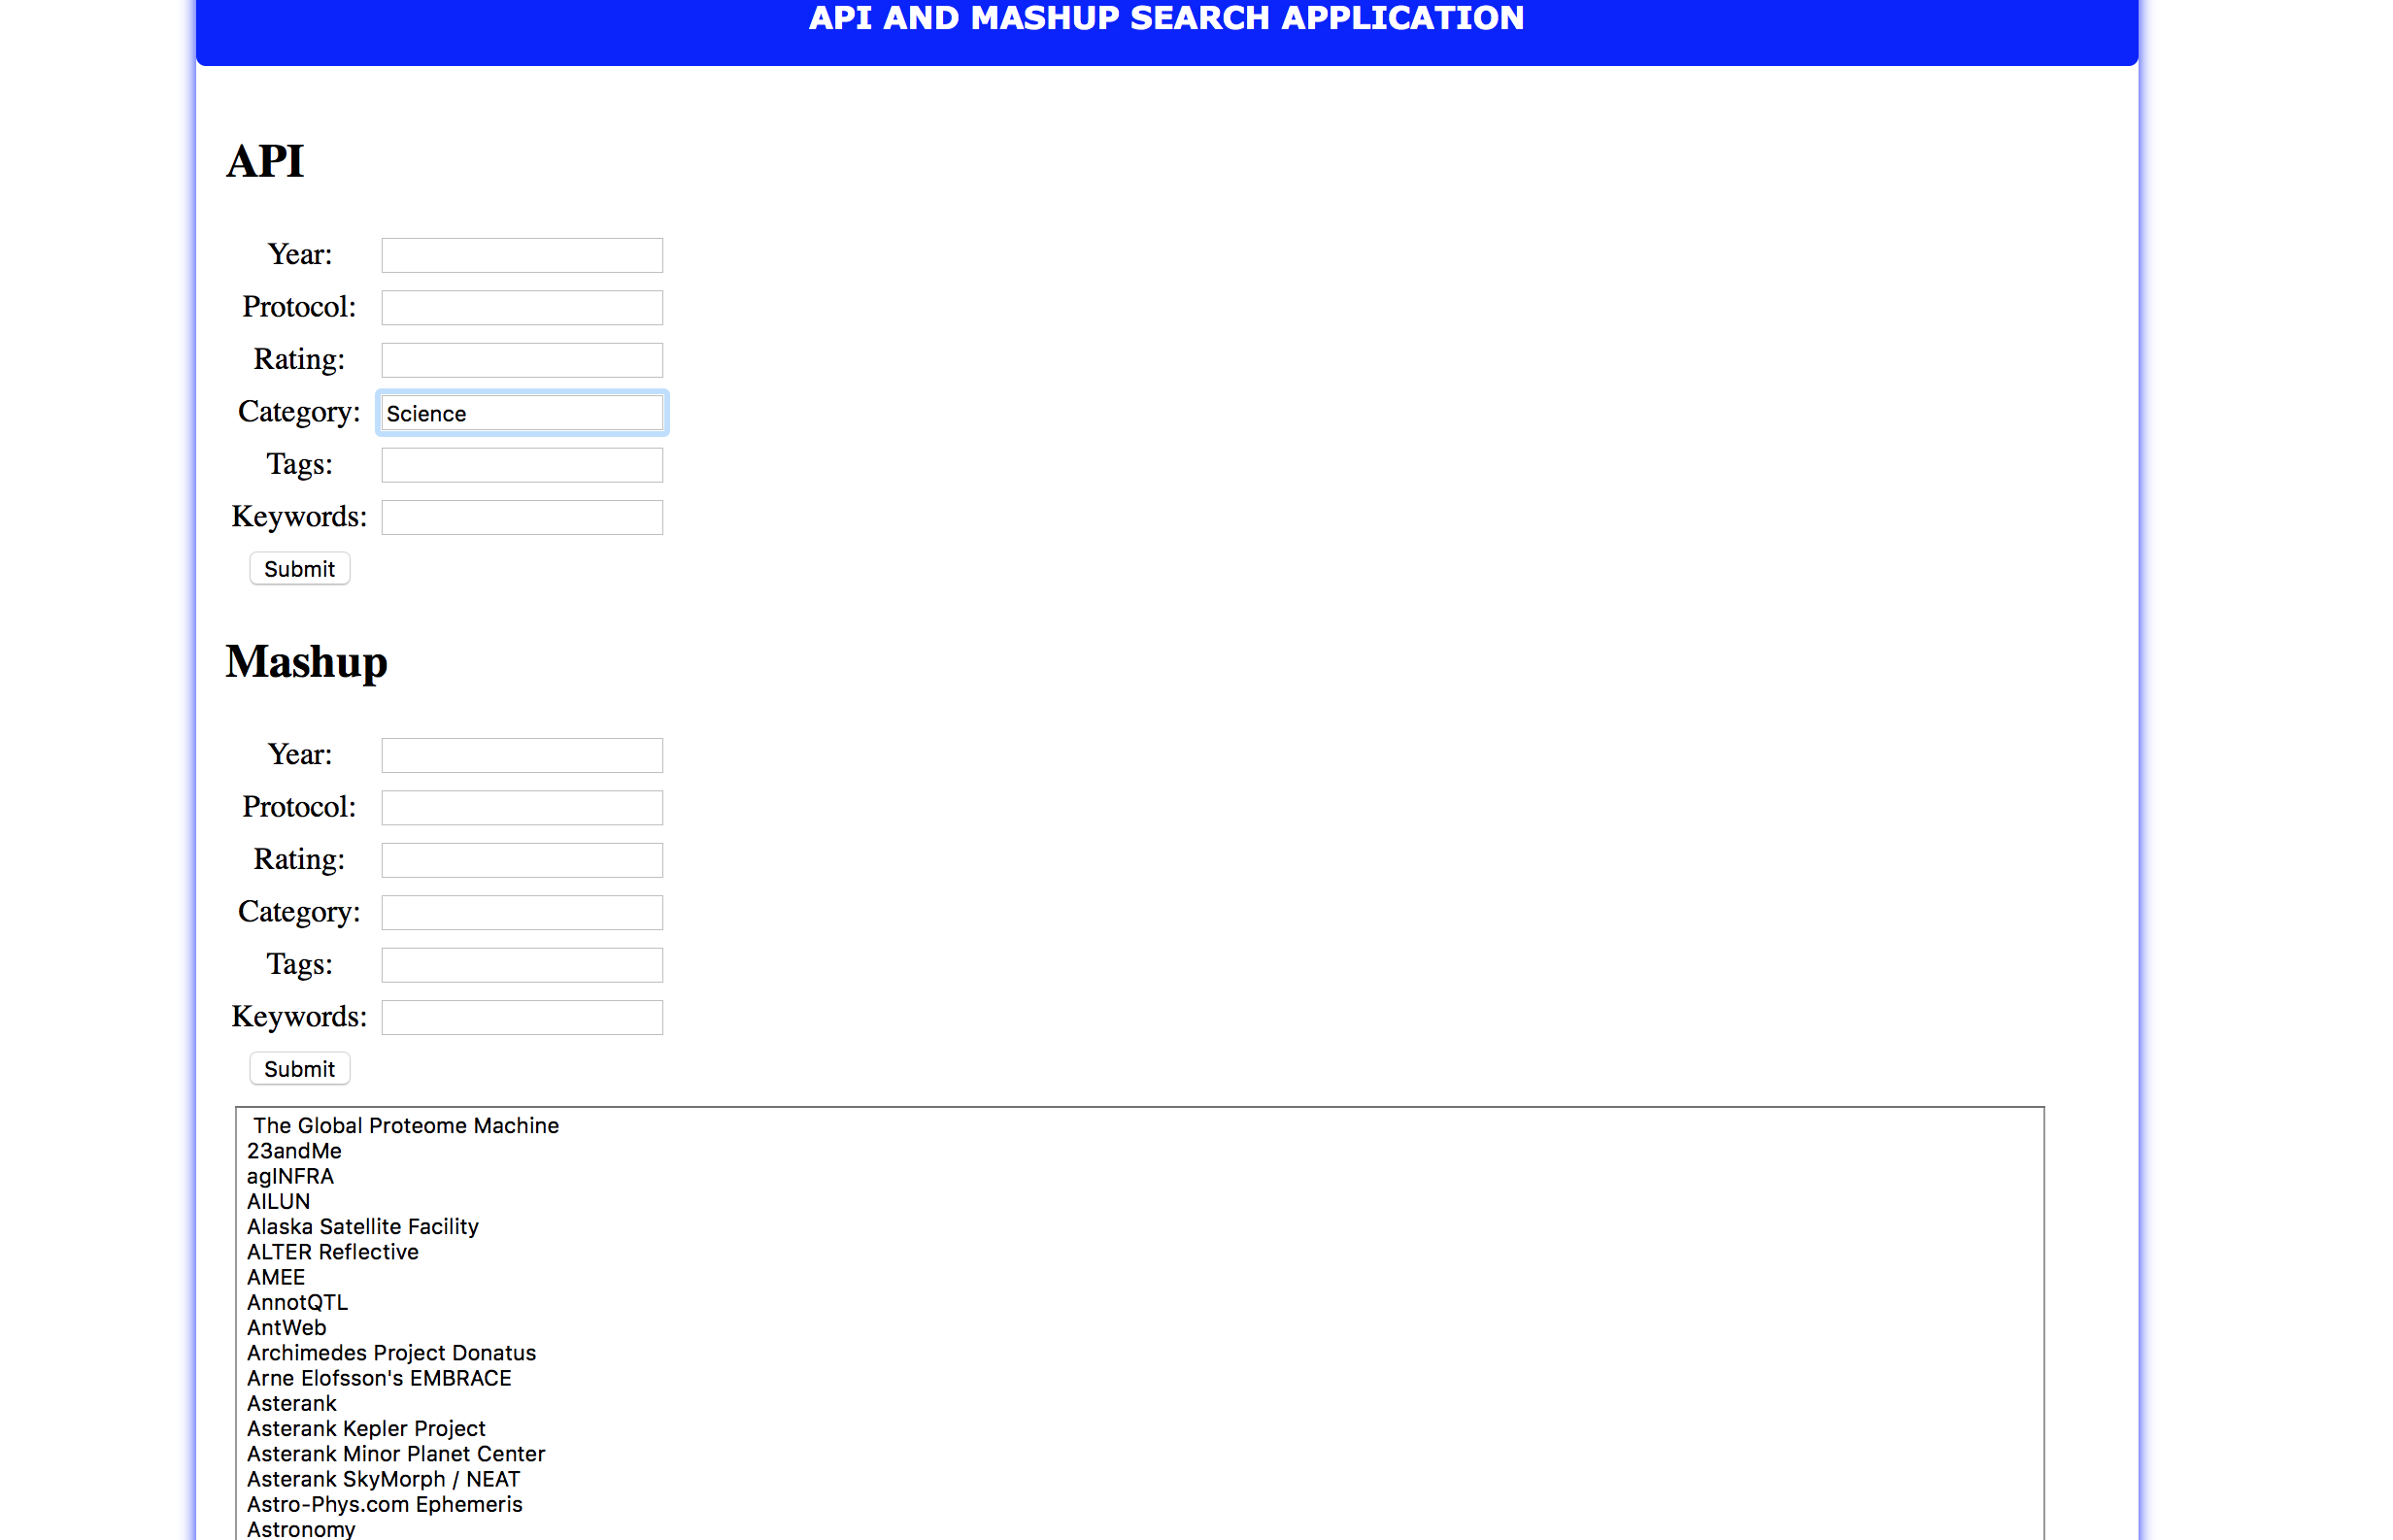 API AND MASHUP SEARCH APPLICATION
API
Year:
Protocol:
Rating:
Category: Science
Tags:
Keywords:
Submit
Mashup
Year:
Protocol:
Rating:
Category:
Tags:
Keywords:
Submit
The Global Proteome Machine
23andMe
agINFRA
AILUN
Alaska Satellite Facility
ALTER Reflective
AMEE
AnnotQTL
AntWeb
Archimedes Project Donatus
Arne Elofsson's EMBRACE
Asterank
Asterank Kepler Project
Asterank Minor Planet Center
Asterank SkyMorph / NEAT
Astro-Phys.com Ephemeris
Astronomy